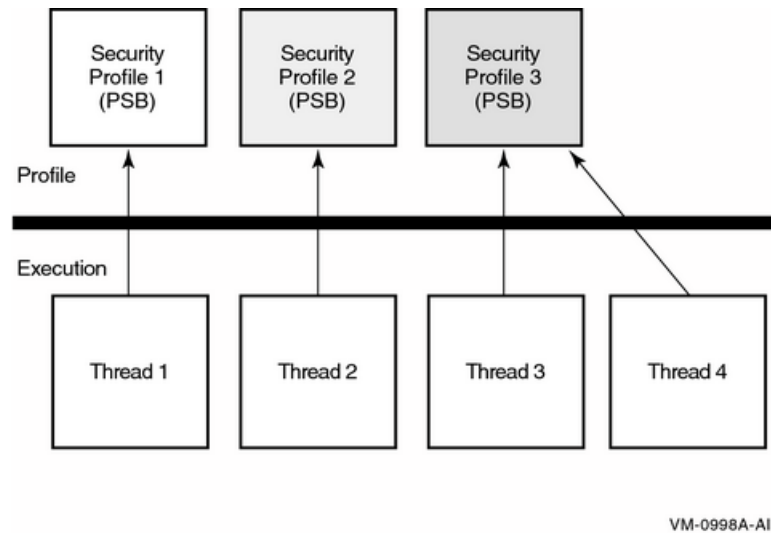 Security
Profile 1
(PSB)
Security
Profile 2
(PSB)
Security
Profile 3
(PSB)
Profile
Execution
Thread 1
Thread 2
Thread 3
Thread 4
VM-0998A-AI